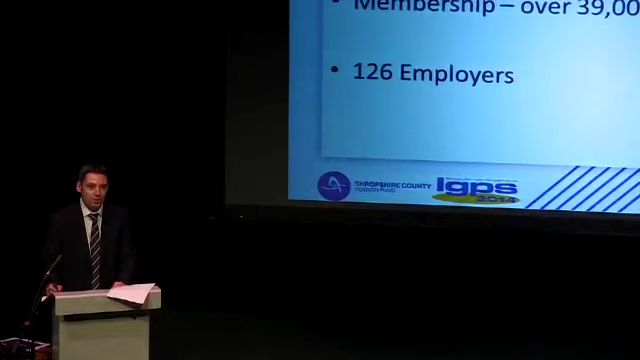 • Membership – over 39,00
• 126 Employers
SHROPSHIRE COUNTY
PENSION FUND
lgps
2014